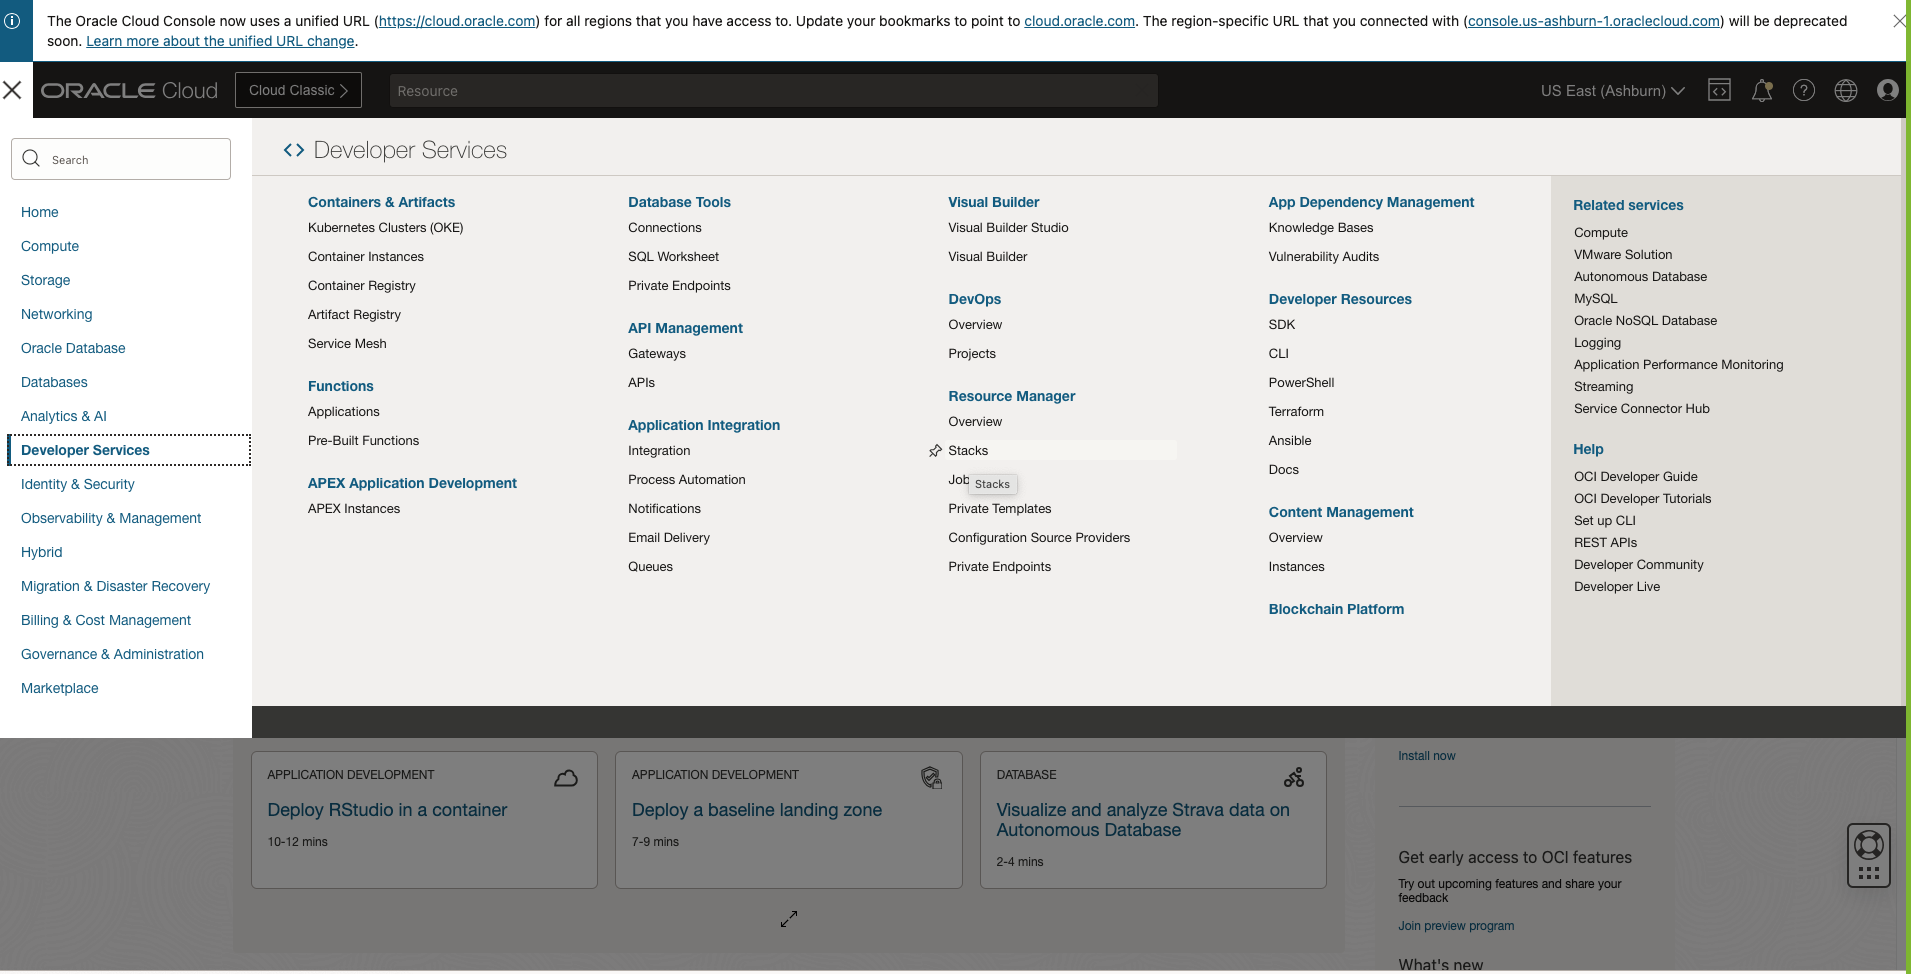 The Oracle Cloud Console now uses a unified URL (https://cloud.oracle.com) for all regions that you have access to. Update your bookmarks to point to cloud.oracle.com. The region-specific URL that you connected with (console.us-ashburn-1.oraclecloud.com) will be deprecated
soon. Learn more about the unified URL change.
ORACLE Cloud
Cloud Classic
Resource
US East (Ashburn)
Search
Home
Compute
Storage
Networking
Oracle Database
Databases
Analytics & AI
Developer Services
Identity & Security
Observability & Management
Hybrid
Migration & Disaster Recovery
Billing & Cost Management
Governance & Administration
Marketplace
Developer Services
Containers & Artifacts
Kubernetes Clusters (OKE)
Container Instances
Container Registry
Artifact Registry
Service Mesh
Functions
Applications
Pre-Built Functions
APEX Application Development
APEX Instances
Database Tools
Connections
SQL Worksheet
Private Endpoints
API Management
Gateways
APIs
Application Integration
Integration
Process Automation
Notifications
Email Delivery
Queues
Visual Builder
Visual Builder Studio
Visual Builder
DevOps
Overview
Projects
Resource Manager
Overview
Stacks
Job
Stacks
Private Templates
Configuration Source Providers
Private Endpoints
App Dependency Management
Knowledge Bases
Vulnerability Audits
Developer Resources
SDK
CLI
PowerShell
Terraform
Ansible
Docs
Content Management
Overview
Instances
Blockchain Platform
Related services
Compute
VMware Solution
Autonomous Database
MySQL
Oracle NoSQL Database
Logging
Application Performance Monitoring
Streaming
Service Connector Hub
Help
OCI Developer Guide
OCI Developer Tutorials
Set up CLI
REST APIs
Developer Community
Developer Live
APPLICATION DEVELOPMENT
Deploy RStudio in a container
10-12 mins
APPLICATION DEVELOPMENT
Deploy a baseline landing zone
7-9 mins
DATABASE
Visualize and analyze Strava data on
Autonomous Database
2-4 mins
Install now
Get early access to OCI features
Try out upcoming features and share your
feedback
Join preview program
What's new